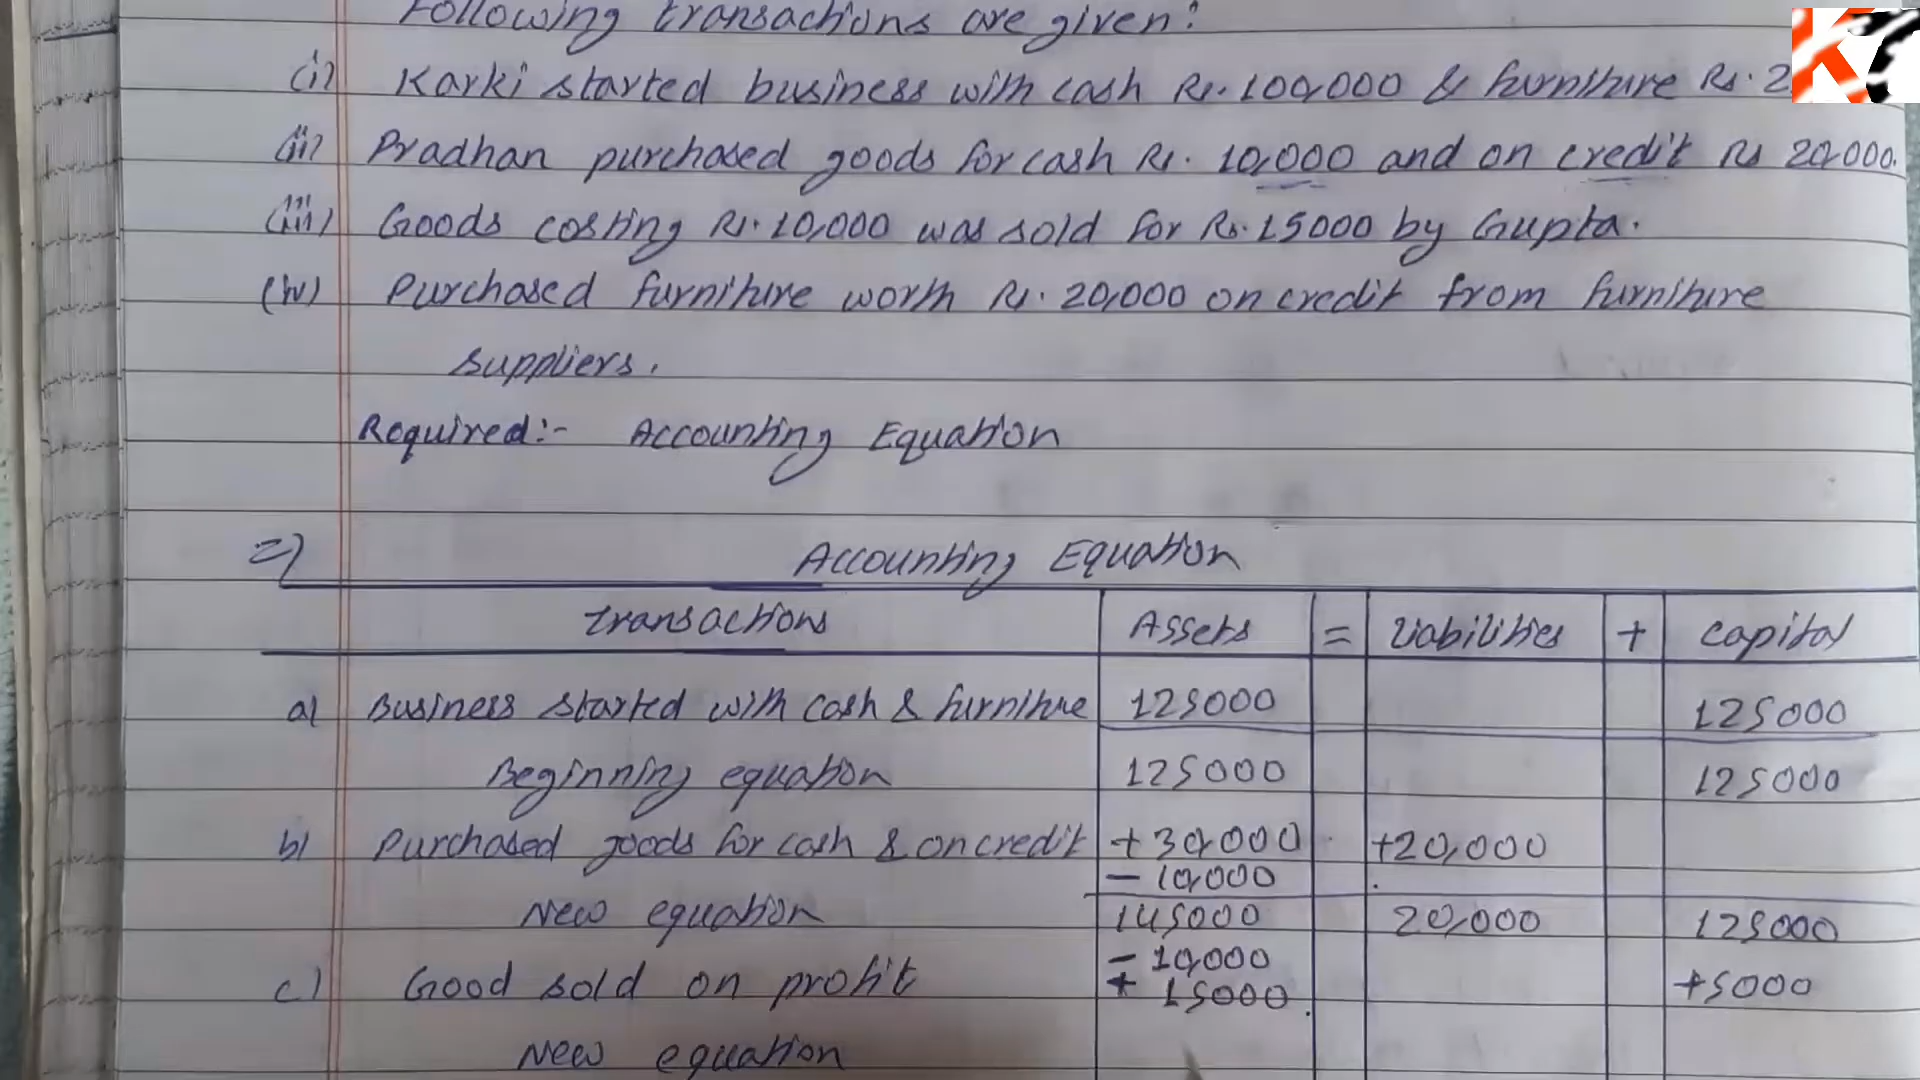 Following transactions are given:
(i) Karki started business with cash Rs. 100,000 & furniture Rs. 2
(ii) Pradhan purchased goods for cash Rs. 10,000 and on credit Rs 20,000.
(iii) Goods costing Rs. 10,000 was sold for Rs. 15000 by Gupta.
(iv) Purchased furniture worth Rs. 20,000 on credit from furniture
suppliers.
Required:- Accounting Equation
Accounting Equation
Transactions Assets = Liabilities + Capital
a) Business started with cash & furniture 125000 125000
Beginning equation 125000 125000
b) Purchased goods for cash & on credit +30,000 +20,000
- 10,000
New equation 145000 20,000 125000
- 10,000
c) Good sold on profit + 15000 +5000
New equation